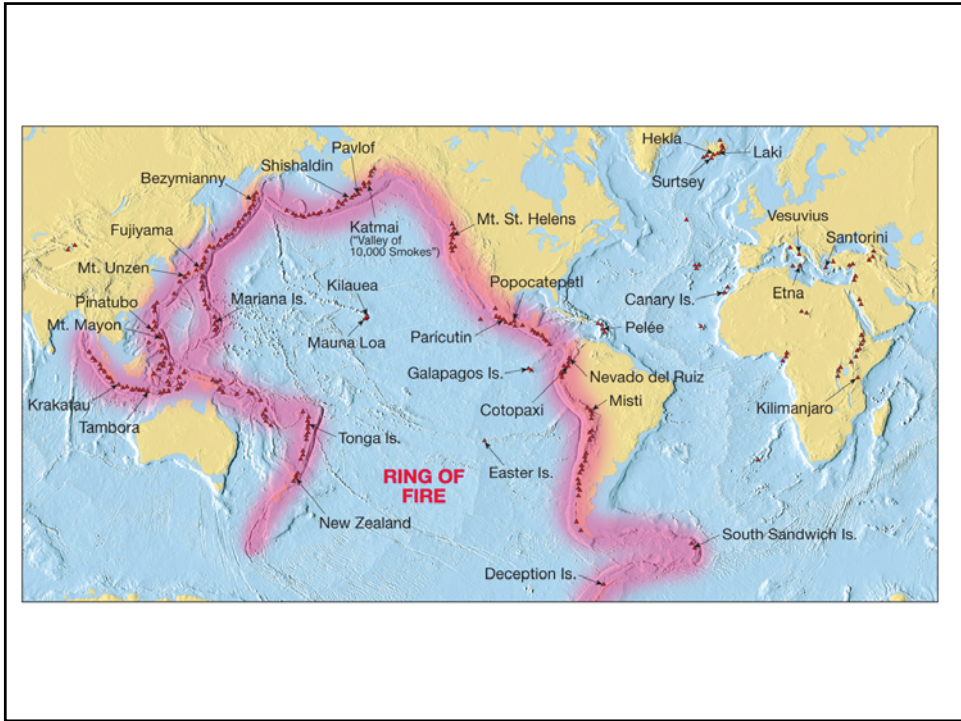 Hekla
Laki
Surtsey
Pavlof
Shishaldin
Bezymianny
Katmai
("Valley of
10,000 Smokes")
Mt. St. Helens
Vesuvius
Santorini
Fujiyama
Mt. Unzen
Popocatepetl
Kilauea
Canary Is.
Etna
Pinatubo
Mariana Is.
Mt. Mayon
Paricutin
Pelée
Mauna Loa
Galapagos Is.
Nevado del Ruiz
Krakatau
Cotopaxi
Misti
Kilimanjaro
Tambora
Tonga Is.
Easter Is.
RING OF
FIRE
New Zealand
South Sandwich Is.
Deception Is.